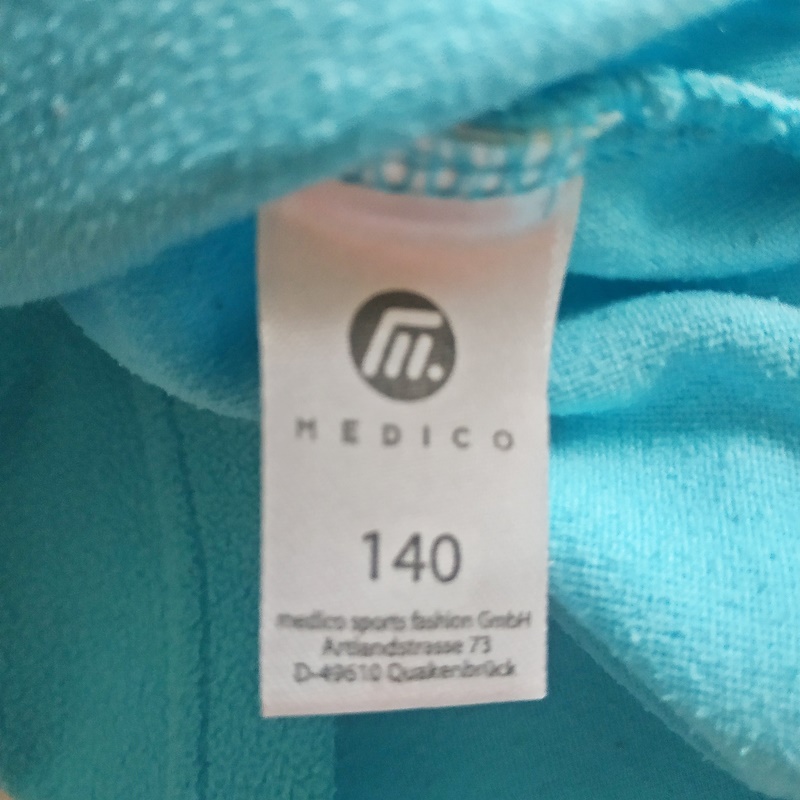 m.
MEDICO
140
medico sports fashion GmbH
Artlandstrasse 73
D-49610 Quakenbrück